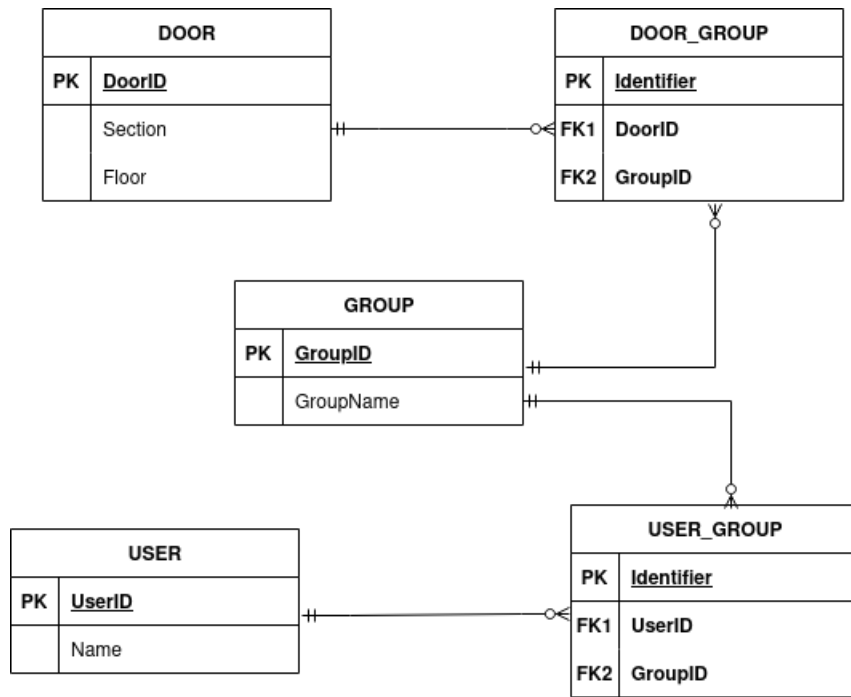 DOOR
PK DoorID
Section
Floor
DOOR_GROUP
PK Identifier
FK1 DoorID
FK2 GroupID
GROUP
PK GroupID
GroupName
USER
PK UserID
Name
USER_GROUP
PK Identifier
FK1 UserID
FK2 GroupID